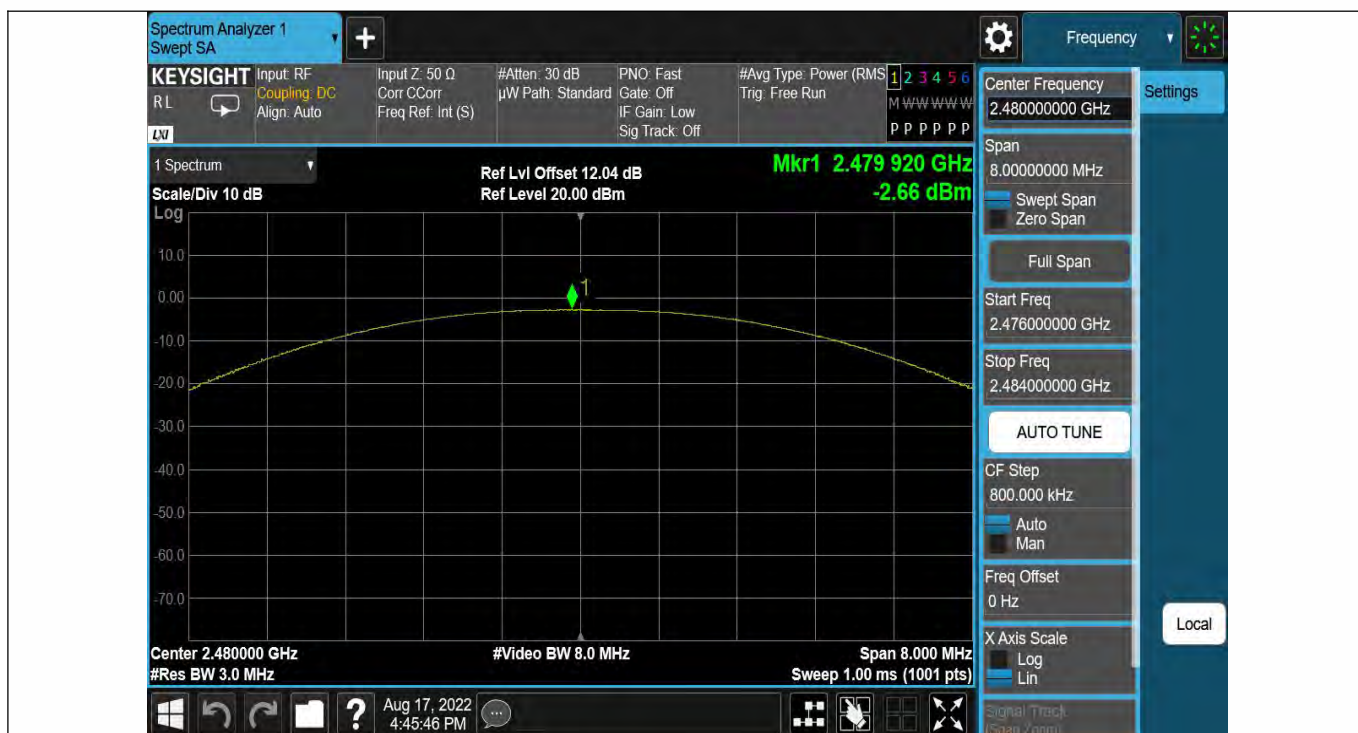 Spectrum Analyzer 1
Swept SA
Frequency
KEYSIGHT
RL
LXI
Input: RF
Coupling: DC
Align: Auto
Input Z: 50 Ω
Corr CCorr
Freq Ref: Int (S)
#Atten: 30 dB
µW Path: Standard
PNO: Fast
Gate: Off
IF Gain: Low
Sig Track: Off
#Avg Type: Power (RMS
Trig: Free Run
1 2 3 4 5 6
M W W W W W
P P P P P P
1 Spectrum
Scale/Div 10 dB
Ref Lvl Offset 12.04 dB
Ref Level 20.00 dBm
Mkr1 2.479 920 GHz
-2.66 dBm
Log
10.0
0.00
-10.0
-20.0
-30.0
-40.0
-50.0
-60.0
-70.0
1
Center 2.480000 GHz
#Res BW 3.0 MHz
#Video BW 8.0 MHz
Span 8.000 MHz
Sweep 1.00 ms (1001 pts)
Center Frequency
2.480000000 GHz
Settings
Span
8.00000000 MHz
Swept Span
Zero Span
Full Span
Start Freq
2.476000000 GHz
Stop Freq
2.484000000 GHz
AUTO TUNE
CF Step
800.000 kHz
Auto
Man
Freq Offset
0 Hz
X Axis Scale
Log
Lin
Local
Signal Track
(Span Zoom)
?
Aug 17, 2022
4:45:46 PM